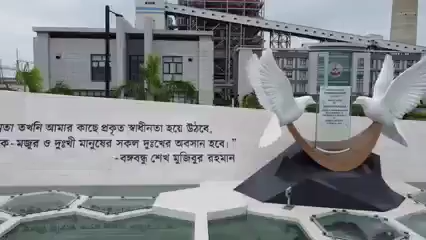 তা তখনি আমার কাছে প্রকৃত স্বাধীনতা হয়ে উঠবে,
ক - মজুর ও দুঃখী মানুষের সকল দুঃখের অবসান হবে। "
-বঙ্গবন্ধু শেখ মুজিবুর রহমান